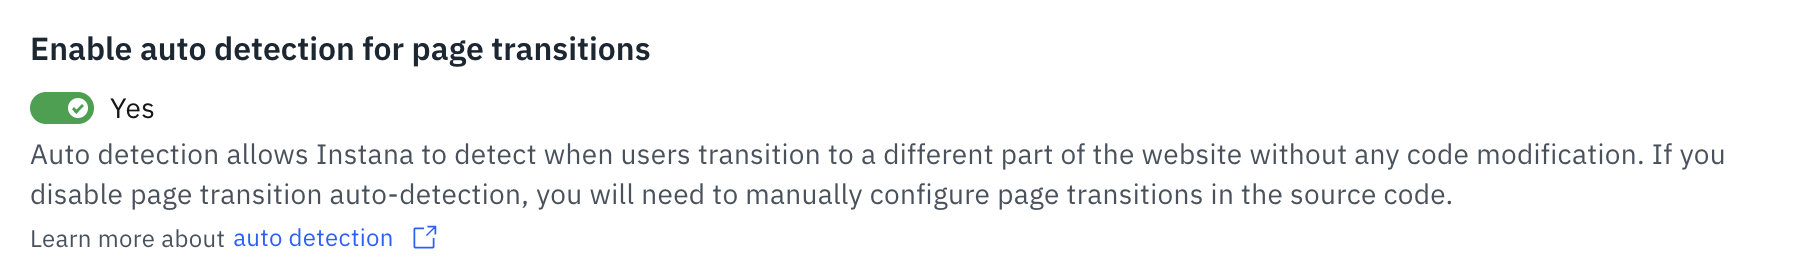 Enable auto detection for page transitions
Yes
Auto detection allows Instana to detect when users transition to a different part of the website without any code modification. If you
disable page transition auto-detection, you will need to manually configure page transitions in the source code.
Learn more about auto detection